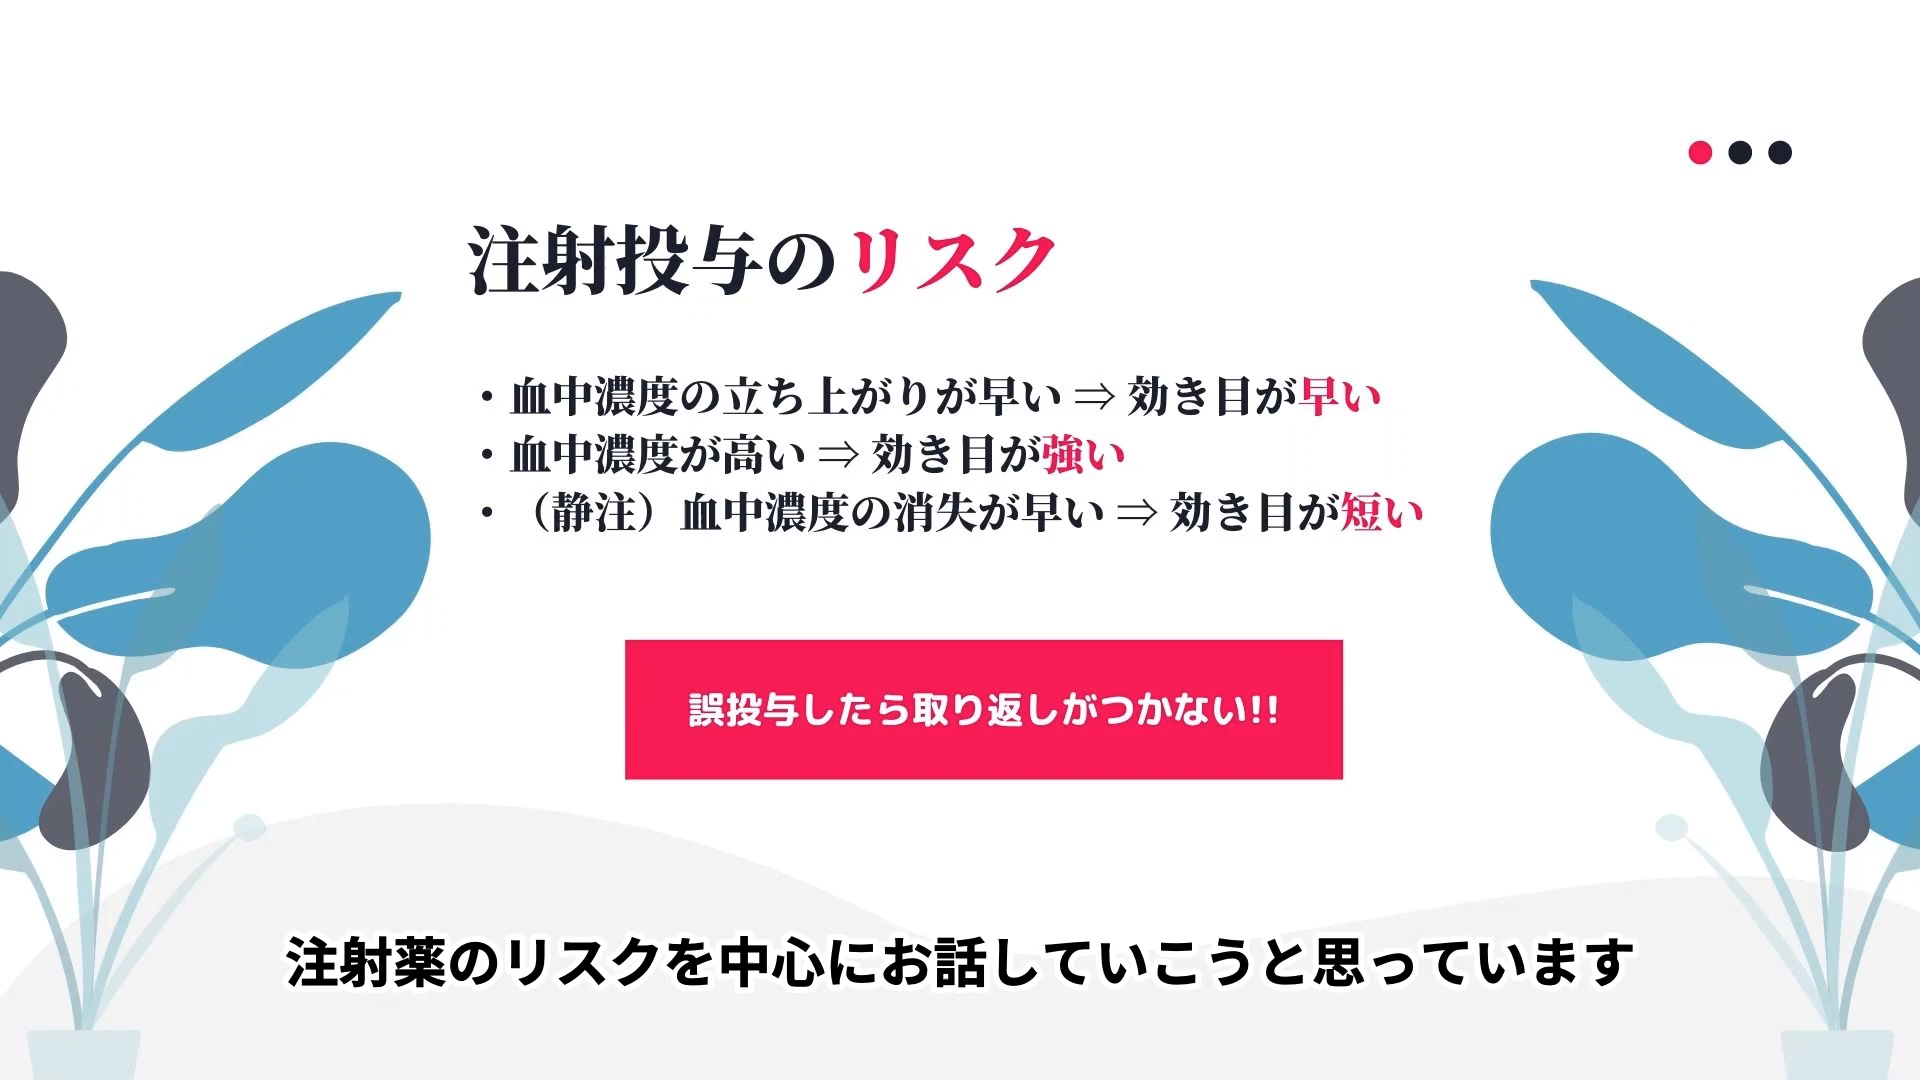 注射投与のリスク
・血中濃度の立ち上がりが早い ⇒ 効き目が早い
・血中濃度が高い ⇒ 効き目が強い
・（静注）血中濃度の消失が早い ⇒ 効き目が短い
誤投与したら取り返しがつかない!!
注射薬のリスクを中心にお話していこうと思っています